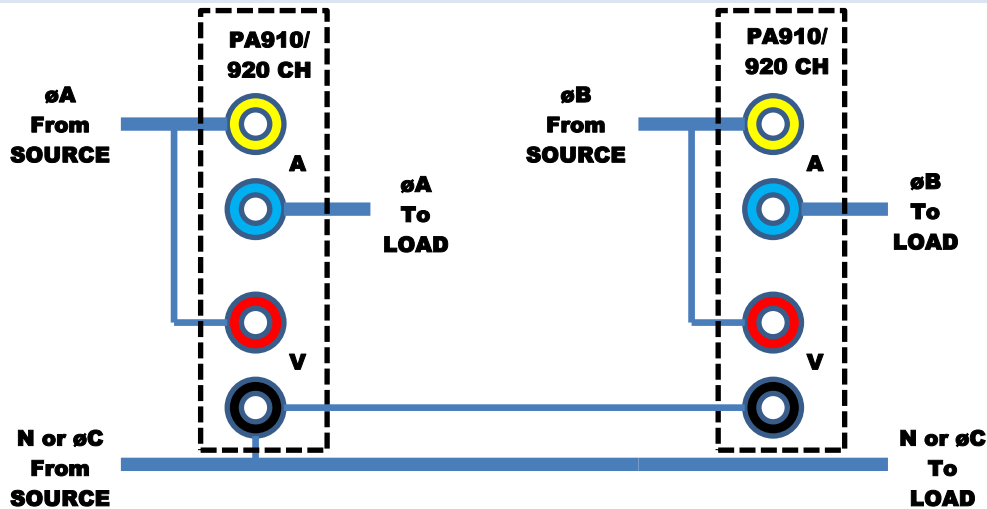 PA910/
920 CH
øA
From
SOURCE
A
øA
To
LOAD
V
N or øC
From
SOURCE
PA910/
920 CH
øB
From
SOURCE
A
øB
To
LOAD
V
N or øC
To
LOAD